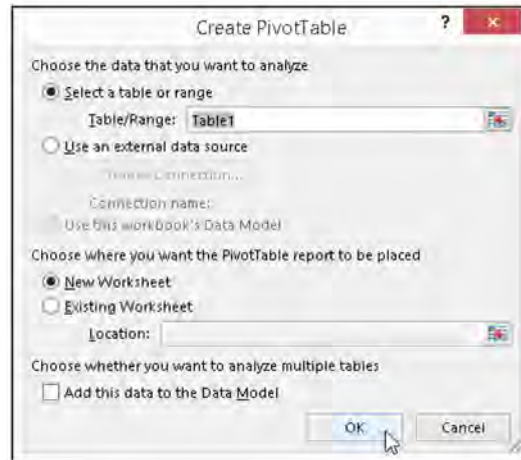 Create PivotTable
?
Choose the data that you want to analyze
Select a table or range
Table/Range: Table1
Use an external data source
Choose Connection...
Connection name:
Use this workbook's Data Model
Choose where you want the PivotTable report to be placed
New Worksheet
Existing Worksheet
Location:
Choose whether you want to analyze multiple tables
Add this data to the Data Model
OK Cancel